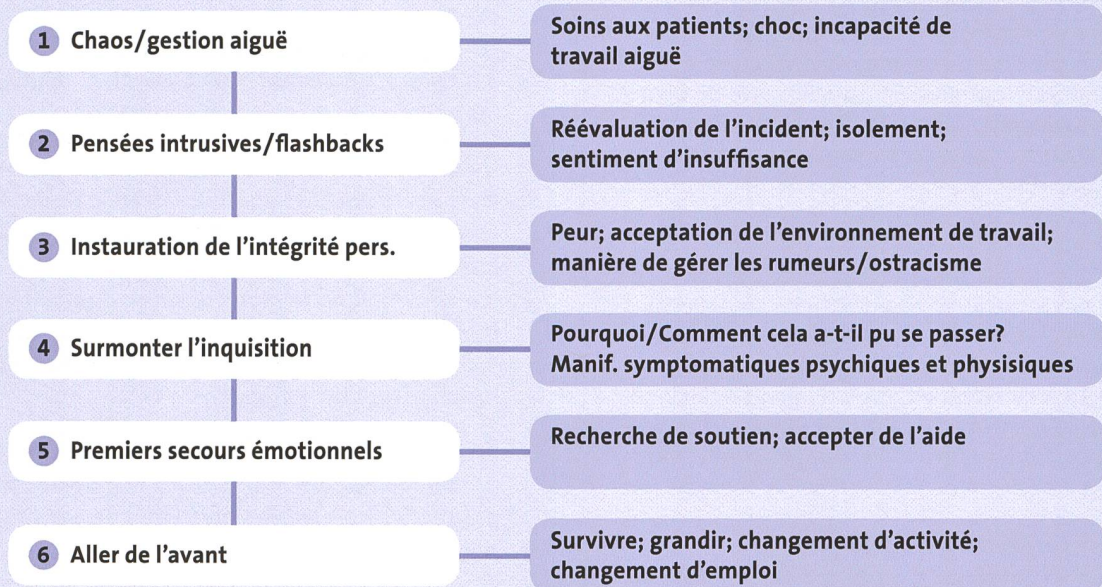 1 Chaos/gestion aiguë
Soins aux patients; choc; incapacité de
travail aiguë
2 Pensées intrusives/flashbacks
Réévaluation de l'incident; isolement;
sentiment d'insuffisance
3 Instauration de l'intégrité pers.
Peur; acceptation de l'environnement de travail;
manière de gérer les rumeurs/ostracisme
4 Surmonter l'inquisition
Pourquoi/Comment cela a-t-il pu se passer?
Manif. symptomatiques psychiques et physisiques
5 Premiers secours émotionnels
Recherche de soutien; accepter de l'aide
6 Aller de l'avant
Survivre; grandir; changement d'activité;
changement d'emploi